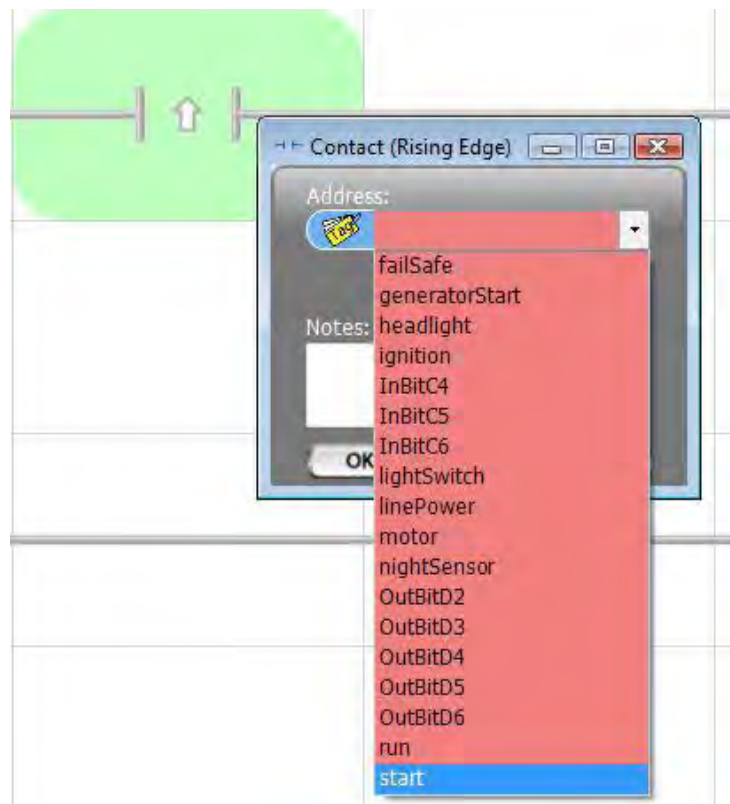 Contact (Rising Edge)
Address:
Tag
failSafe
generatorStart
Notes:
headlight
ignition
InBitC4
InBitC5
InBitC6
OK
lightSwitch
linePower
motor
nightSensor
OutBitD2
OutBitD3
OutBitD4
OutBitD5
OutBitD6
run
start